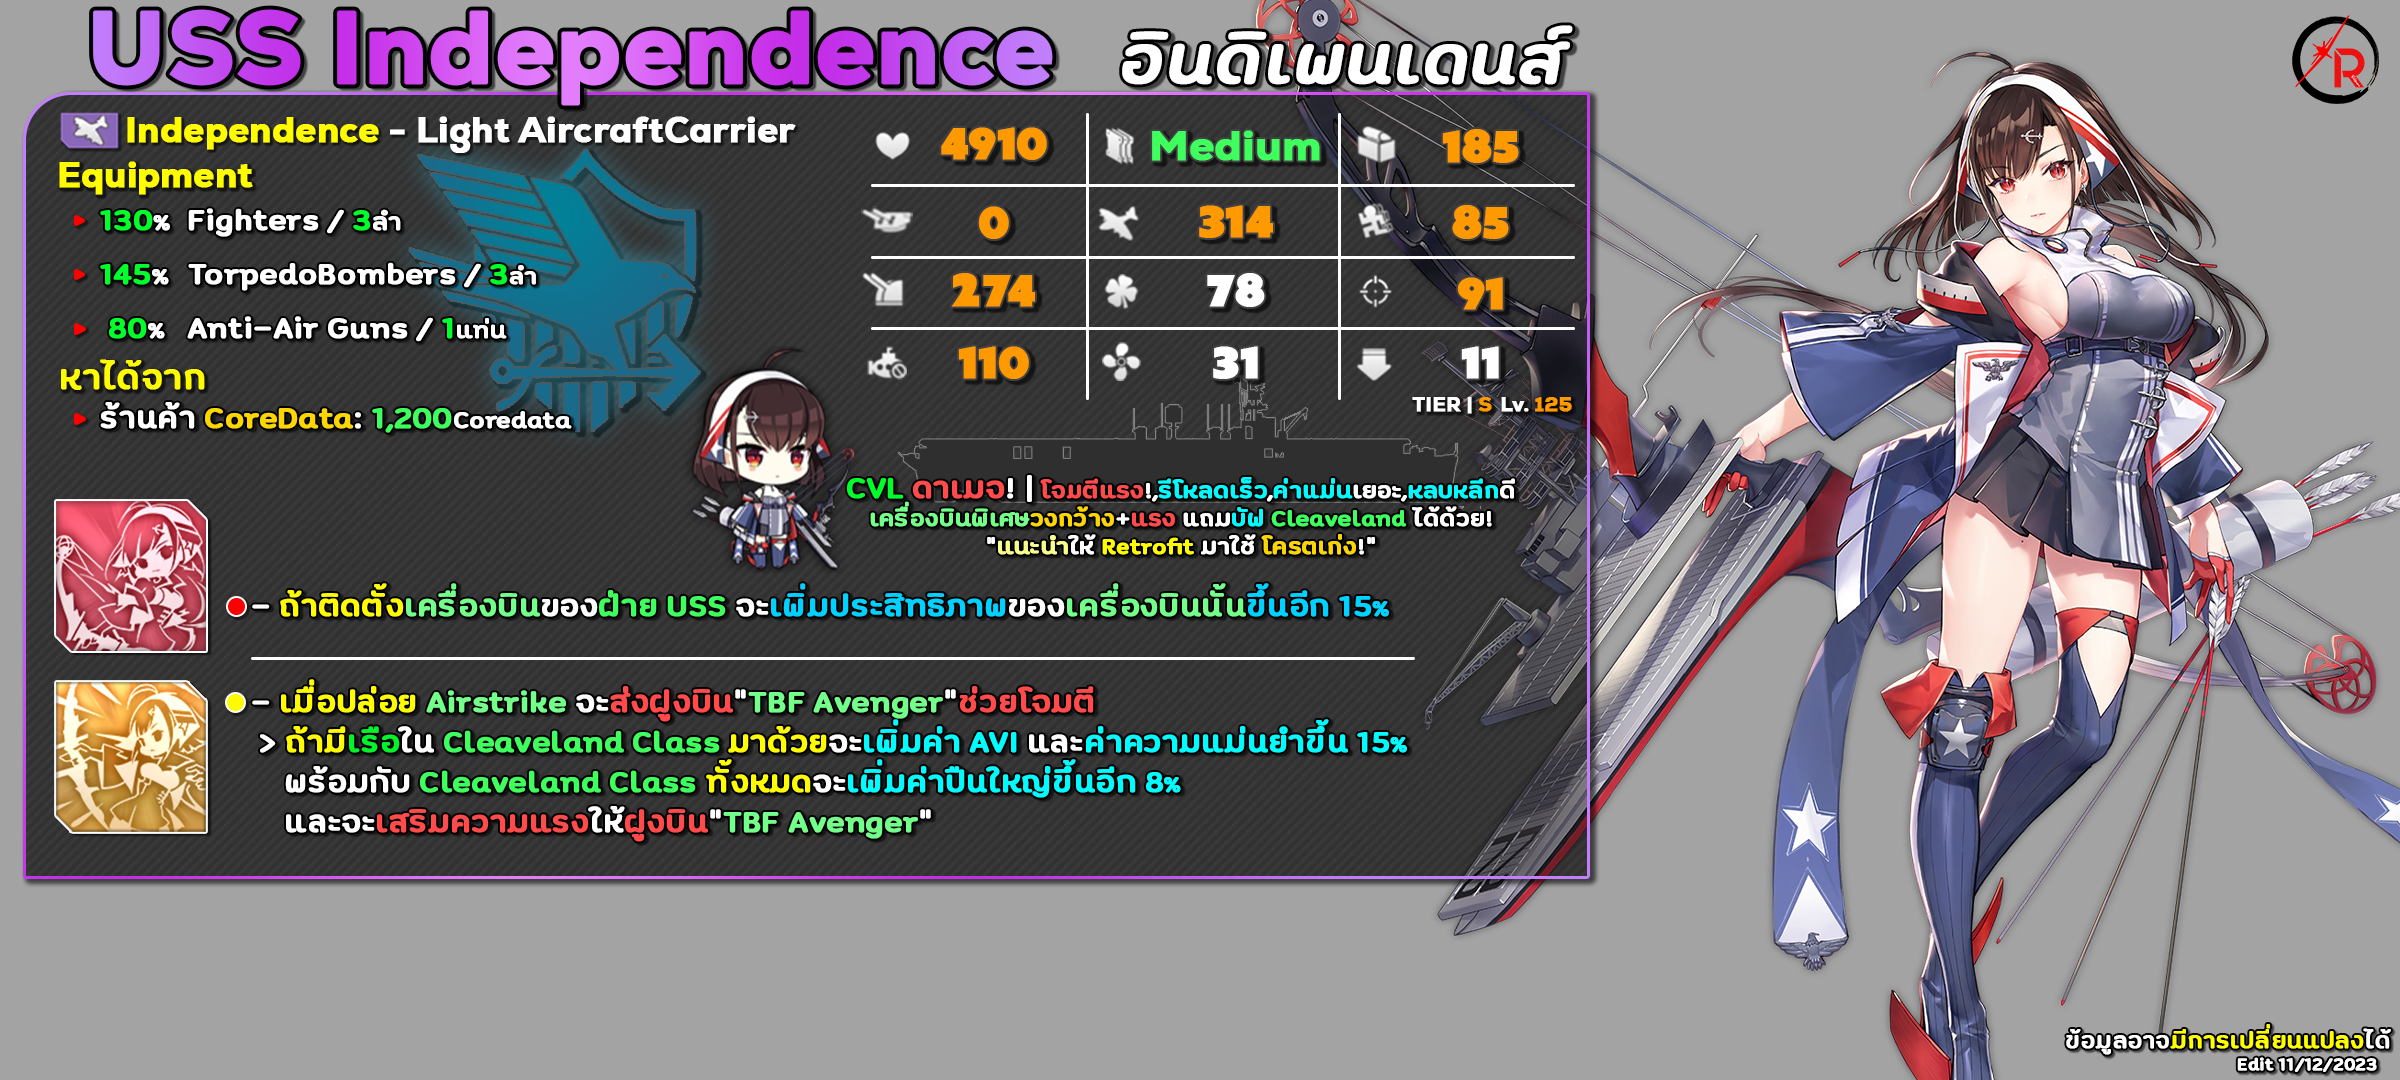 USS Independence อินดิเพนเดนส์
Independence - Light AircraftCarrier
Equipment
130% Fighters / 3ลำ
145% TorpedoBombers / 3ลำ
80% Anti-Air Guns / 1แท่น
หาได้จาก
ร้านค้า CoreData: 1,200Coredata
4910 Medium 185
0 314 85
274 78 91
110 31 11
TIER | S Lv. 125
CVL ดาเมจ! | โจมตีแรง!,รีโหลดเร็ว,ค่าแม่นเยอะ,หลบหลีกดี
เครื่องบินพิเศษวงกว้าง+แรง แถมบัฟ Cleaveland ได้ด้วย!
"แนะนำให้ Retrofit มาใช้ โครตเก่ง!"
- ถ้าติดตั้งเครื่องบินของฝ่าย USS จะเพิ่มประสิทธิภาพของเครื่องบินนั้นขึ้นอีก 15%
- เมื่อปล่อย Airstrike จะส่งฝูงบิน"TBF Avenger"ช่วยโจมตี
> ถ้ามีเรือใน Cleaveland Class มาด้วยจะเพิ่มค่า AVI และค่าความแม่นยำขึ้น 15%
พร้อมกับ Cleaveland Class ทั้งหมดจะเพิ่มค่าปืนใหญ่ขึ้นอีก 8%
และจะเสริมความแรงให้ฝูงบิน"TBF Avenger"
R
22
ข้อมูลอาจมีการเปลี่ยนแปลงได้
Edit 11/12/2023